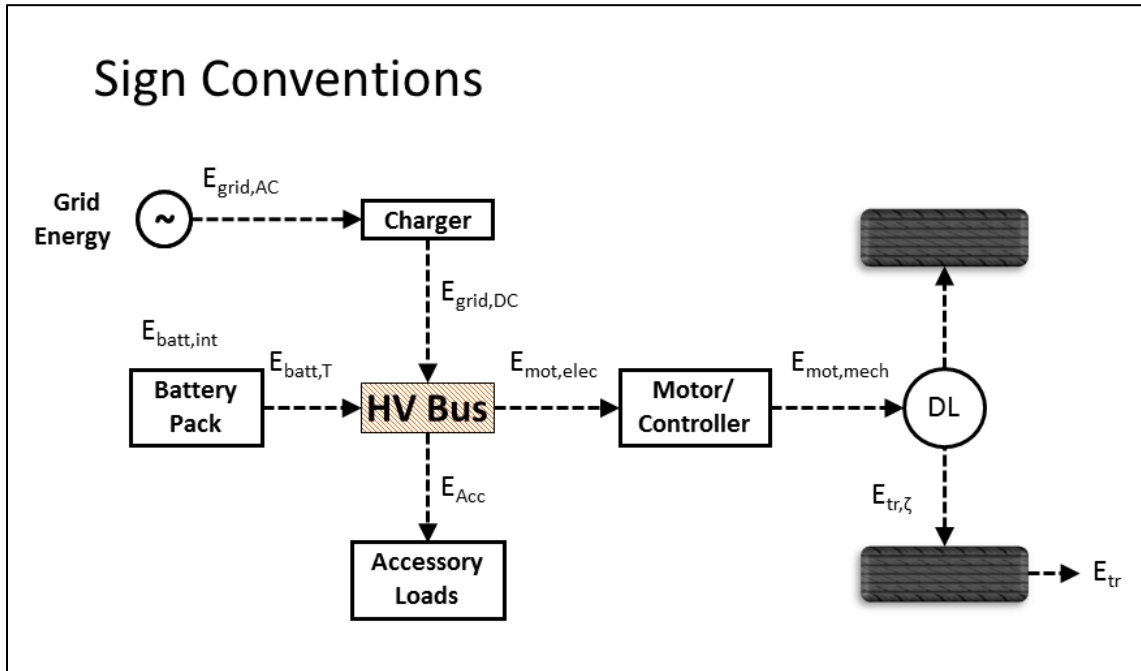 Sign Conventions
Grid
Energy
~
E_grid,AC
Charger
E_grid,DC
E_batt,int
Battery
Pack
E_batt,T
HV Bus
E_mot,elec
Motor/
Controller
E_mot,mech
DL
E_Acc
Accessory
Loads
E_tr,ζ
E_tr